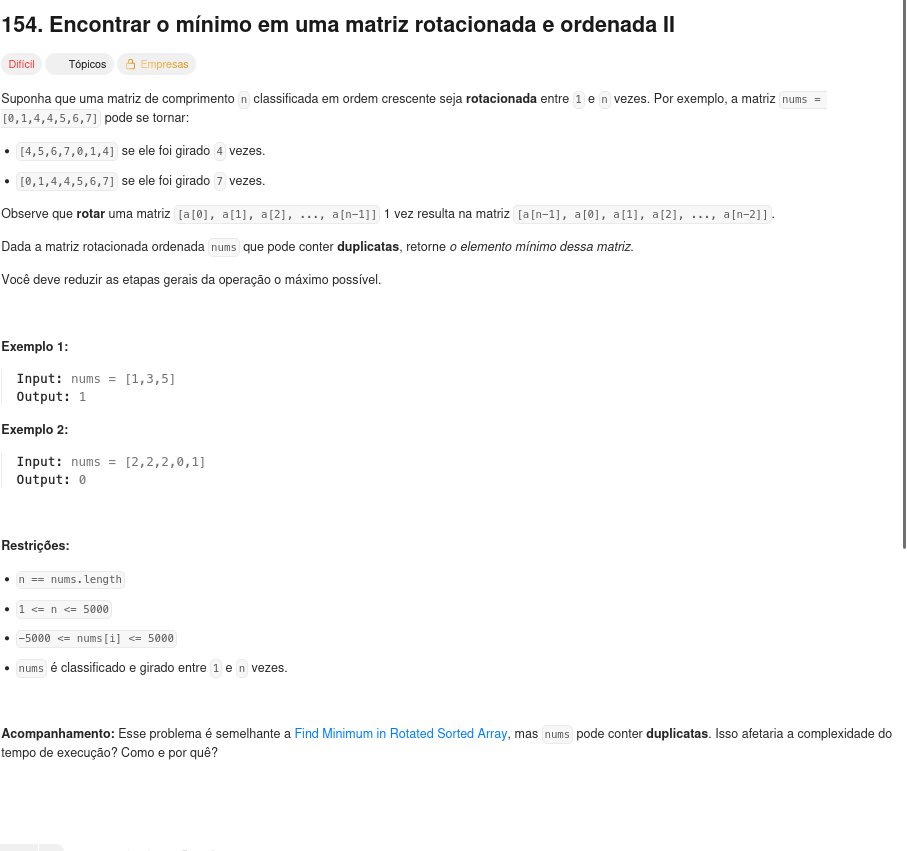 154. Encontrar o mínimo em uma matriz rotacionada e ordenada II
Difícil Tópicos Empresas
Suponha que uma matriz de comprimento n classificada em ordem crescente seja rotacionada entre 1 e n vezes. Por exemplo, a matriz nums =
[0,1,4,4,5,6,7] pode se tornar:
• [4,5,6,7,0,1,4] se ele foi girado 4 vezes.
• [0,1,4,4,5,6,7] se ele foi girado 7 vezes.
Observe que rotar uma matriz [a[0], a[1], a[2], ..., a[n-1]] 1 vez resulta na matriz [a[n-1], a[0], a[1], a[2], ..., a[n-2]].
Dada a matriz rotacionada ordenada nums que pode conter duplicatas, retorne o elemento mínimo dessa matriz.
Você deve reduzir as etapas gerais da operação o máximo possível.
Exemplo 1:
Input: nums = [1,3,5]
Output: 1
Exemplo 2:
Input: nums = [2,2,2,0,1]
Output: 0
Restrições:
• n == nums.length
• 1 <= n <= 5000
• -5000 <= nums[i] <= 5000
• nums é classificado e girado entre 1 e n vezes.
Acompanhamento: Esse problema é semelhante a Find Minimum in Rotated Sorted Array, mas nums pode conter duplicatas. Isso afetaria a complexidade do
tempo de execução? Como e por quê?